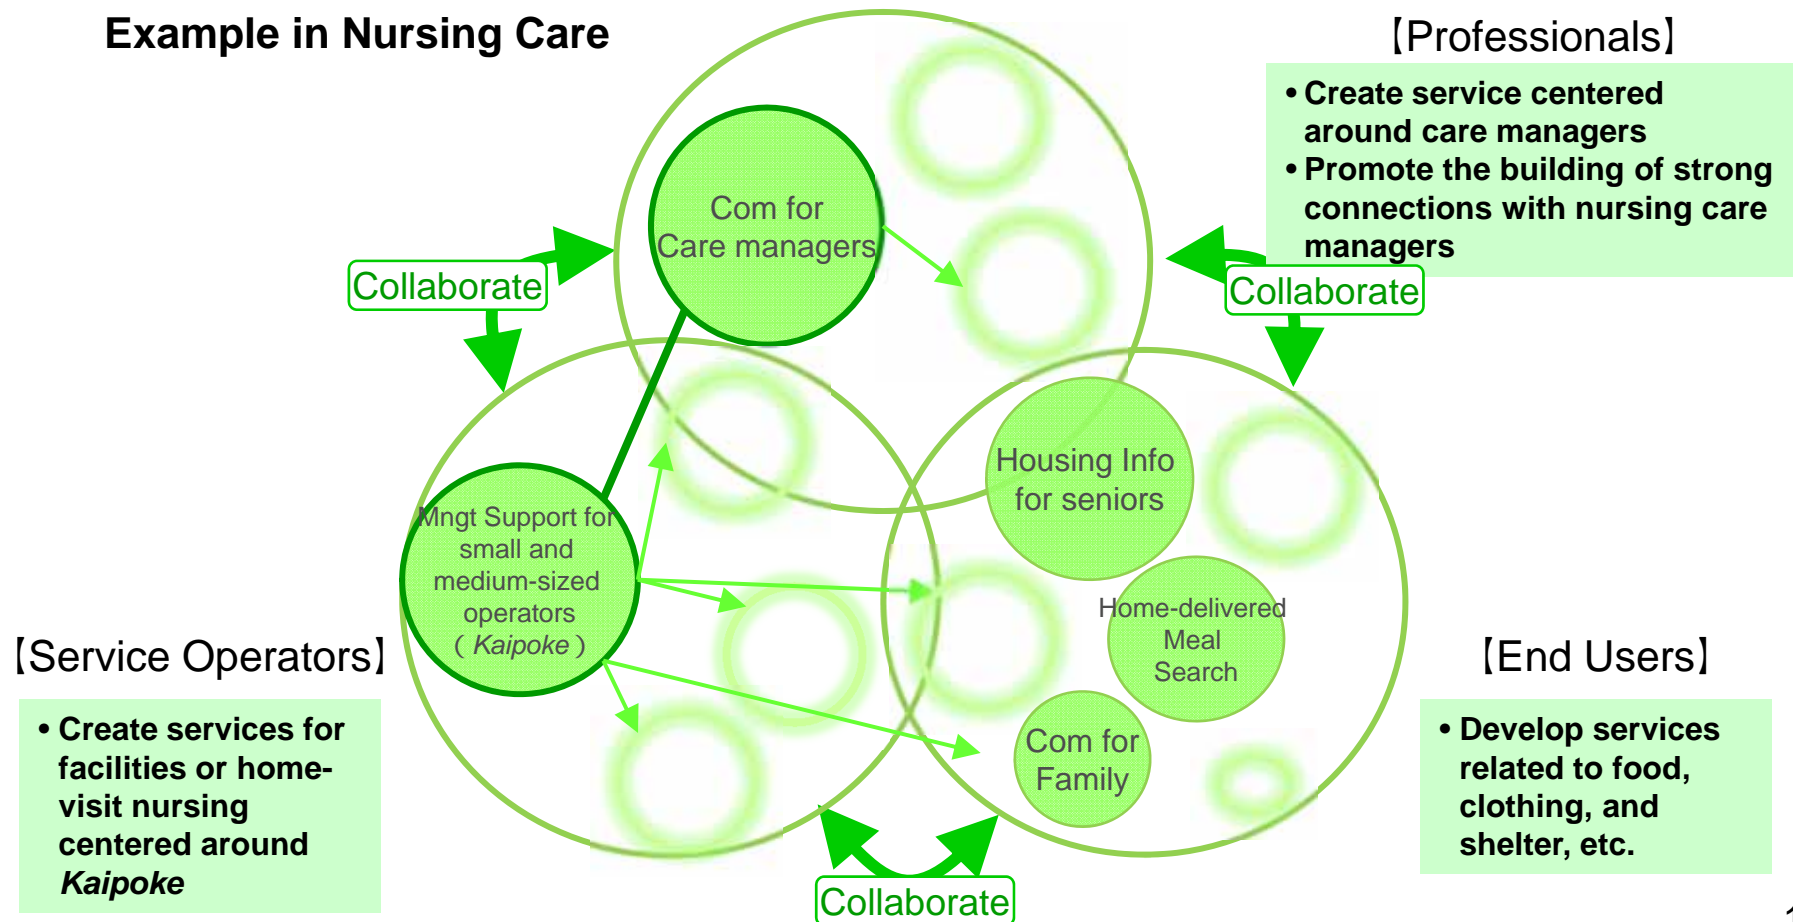 Example in Nursing Care
【Professionals】
• Create service centered
around care managers
• Promote the building of strong
connections with nursing care
managers
Com for
Care managers
Collaborate
Collaborate
Housing Info
for seniors
Mngt Support for
small and
medium-sized
operators
( Kaipoke )
Home-delivered
Meal
Search
Com for
Family
【Service Operators】
• Create services for
facilities or home-
visit nursing
centered around
Kaipoke
【End Users】
• Develop services
related to food,
clothing, and
shelter, etc.
Collaborate